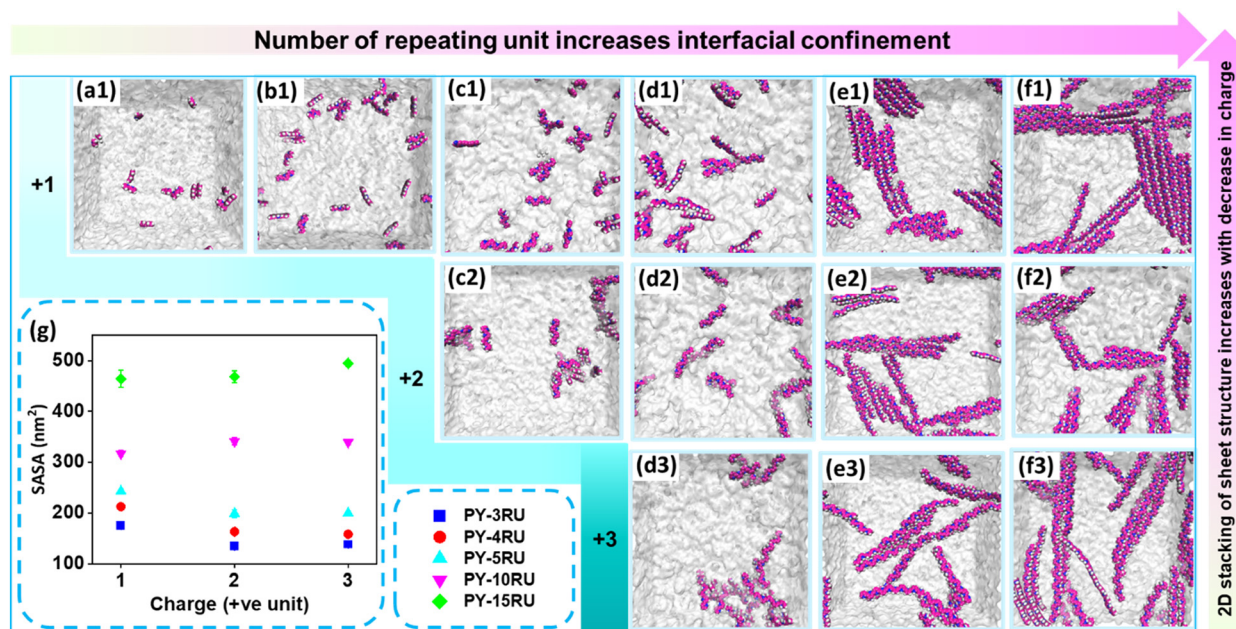 Number of repeating unit increases interfacial confinement
2D stacking of sheet structure increases with decrease in charge
(a1)
(b1)
(c1)
(d1)
(e1)
(f1)
+1
(c2)
(d2)
(e2)
(f2)
+2
(d3)
(e3)
(f3)
+3
(g)
500
400
300
200
100
SASA (nm2)
1
2
3
Charge (+ve unit)
PY-3RU
PY-4RU
PY-5RU
PY-10RU
PY-15RU